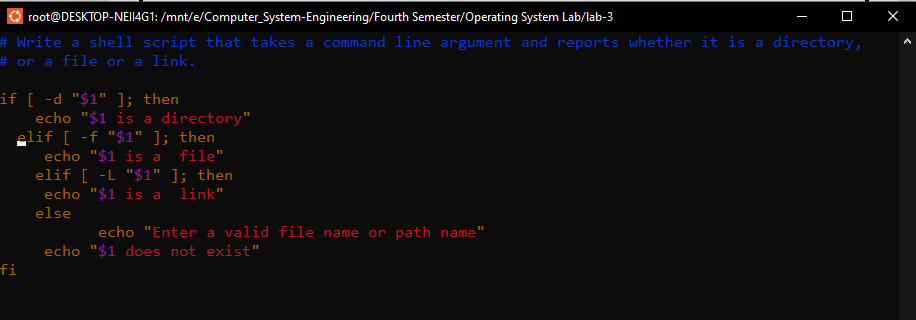 root@DESKTOP-NEII4G1: /mnt/e/Computer_System-Engineering/Fourth Semester/Operating System Lab/lab-3
# Write a shell script that takes a command line argument and reports whether it is a directory,
# or a file or a link.
if [ -d "$1" ]; then
    echo "$1 is a directory"
  elif [ -f "$1" ]; then
     echo "$1 is a  file"
    elif [ -L "$1" ]; then
     echo "$1 is a  link"
    else
           echo "Enter a valid file name or path name"
     echo "$1 does not exist"
fi